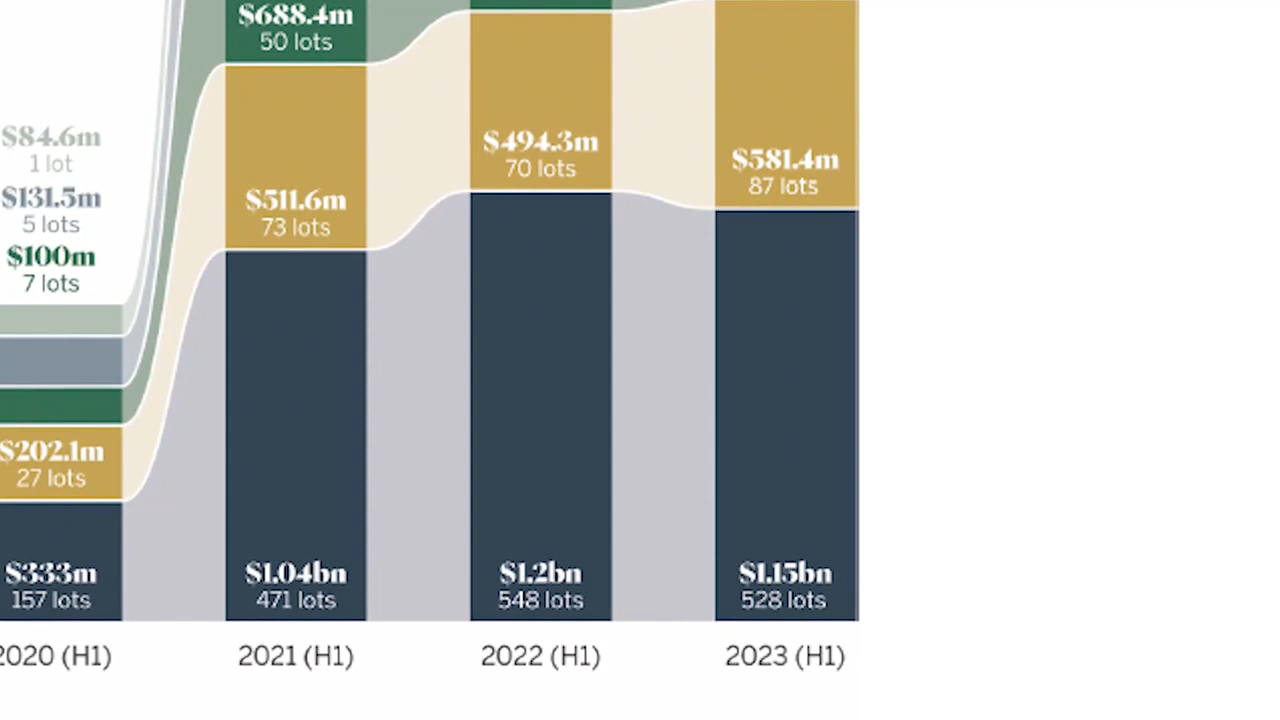 $688.4m
50 lots
$84.6m
1 lot
$131.5m
5 lots
$100m
7 lots
$511.6m
73 lots
$494.3m
70 lots
$581.4m
87 lots
$202.1m
27 lots
$333m
157 lots
$1.04bn
471 lots
$1.2bn
548 lots
$1.15bn
528 lots
2020 (H1)
2021 (H1)
2022 (H1)
2023 (H1)